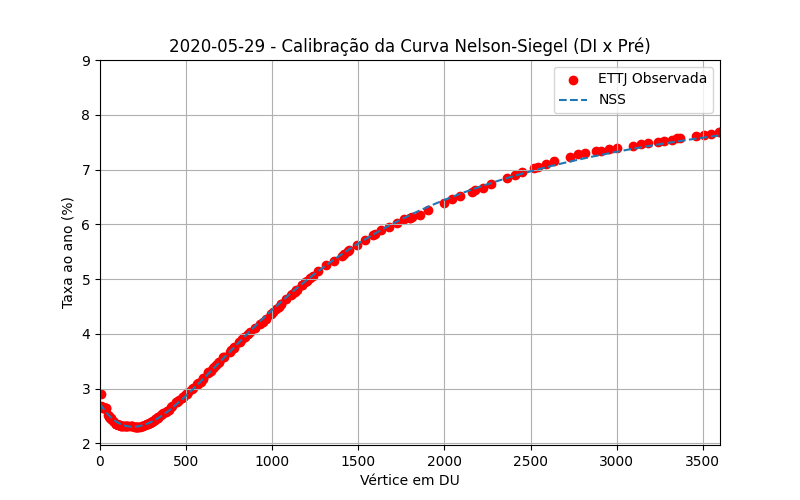 2020-05-29 - Calibração da Curva Nelson-Siegel (DI x Pré)
ETTJ Observada
NSS
Taxa ao ano (%)
9
8
7
6
5
4
3
2
0 500 1000 1500 2000 2500 3000 3500
Vértice em DU